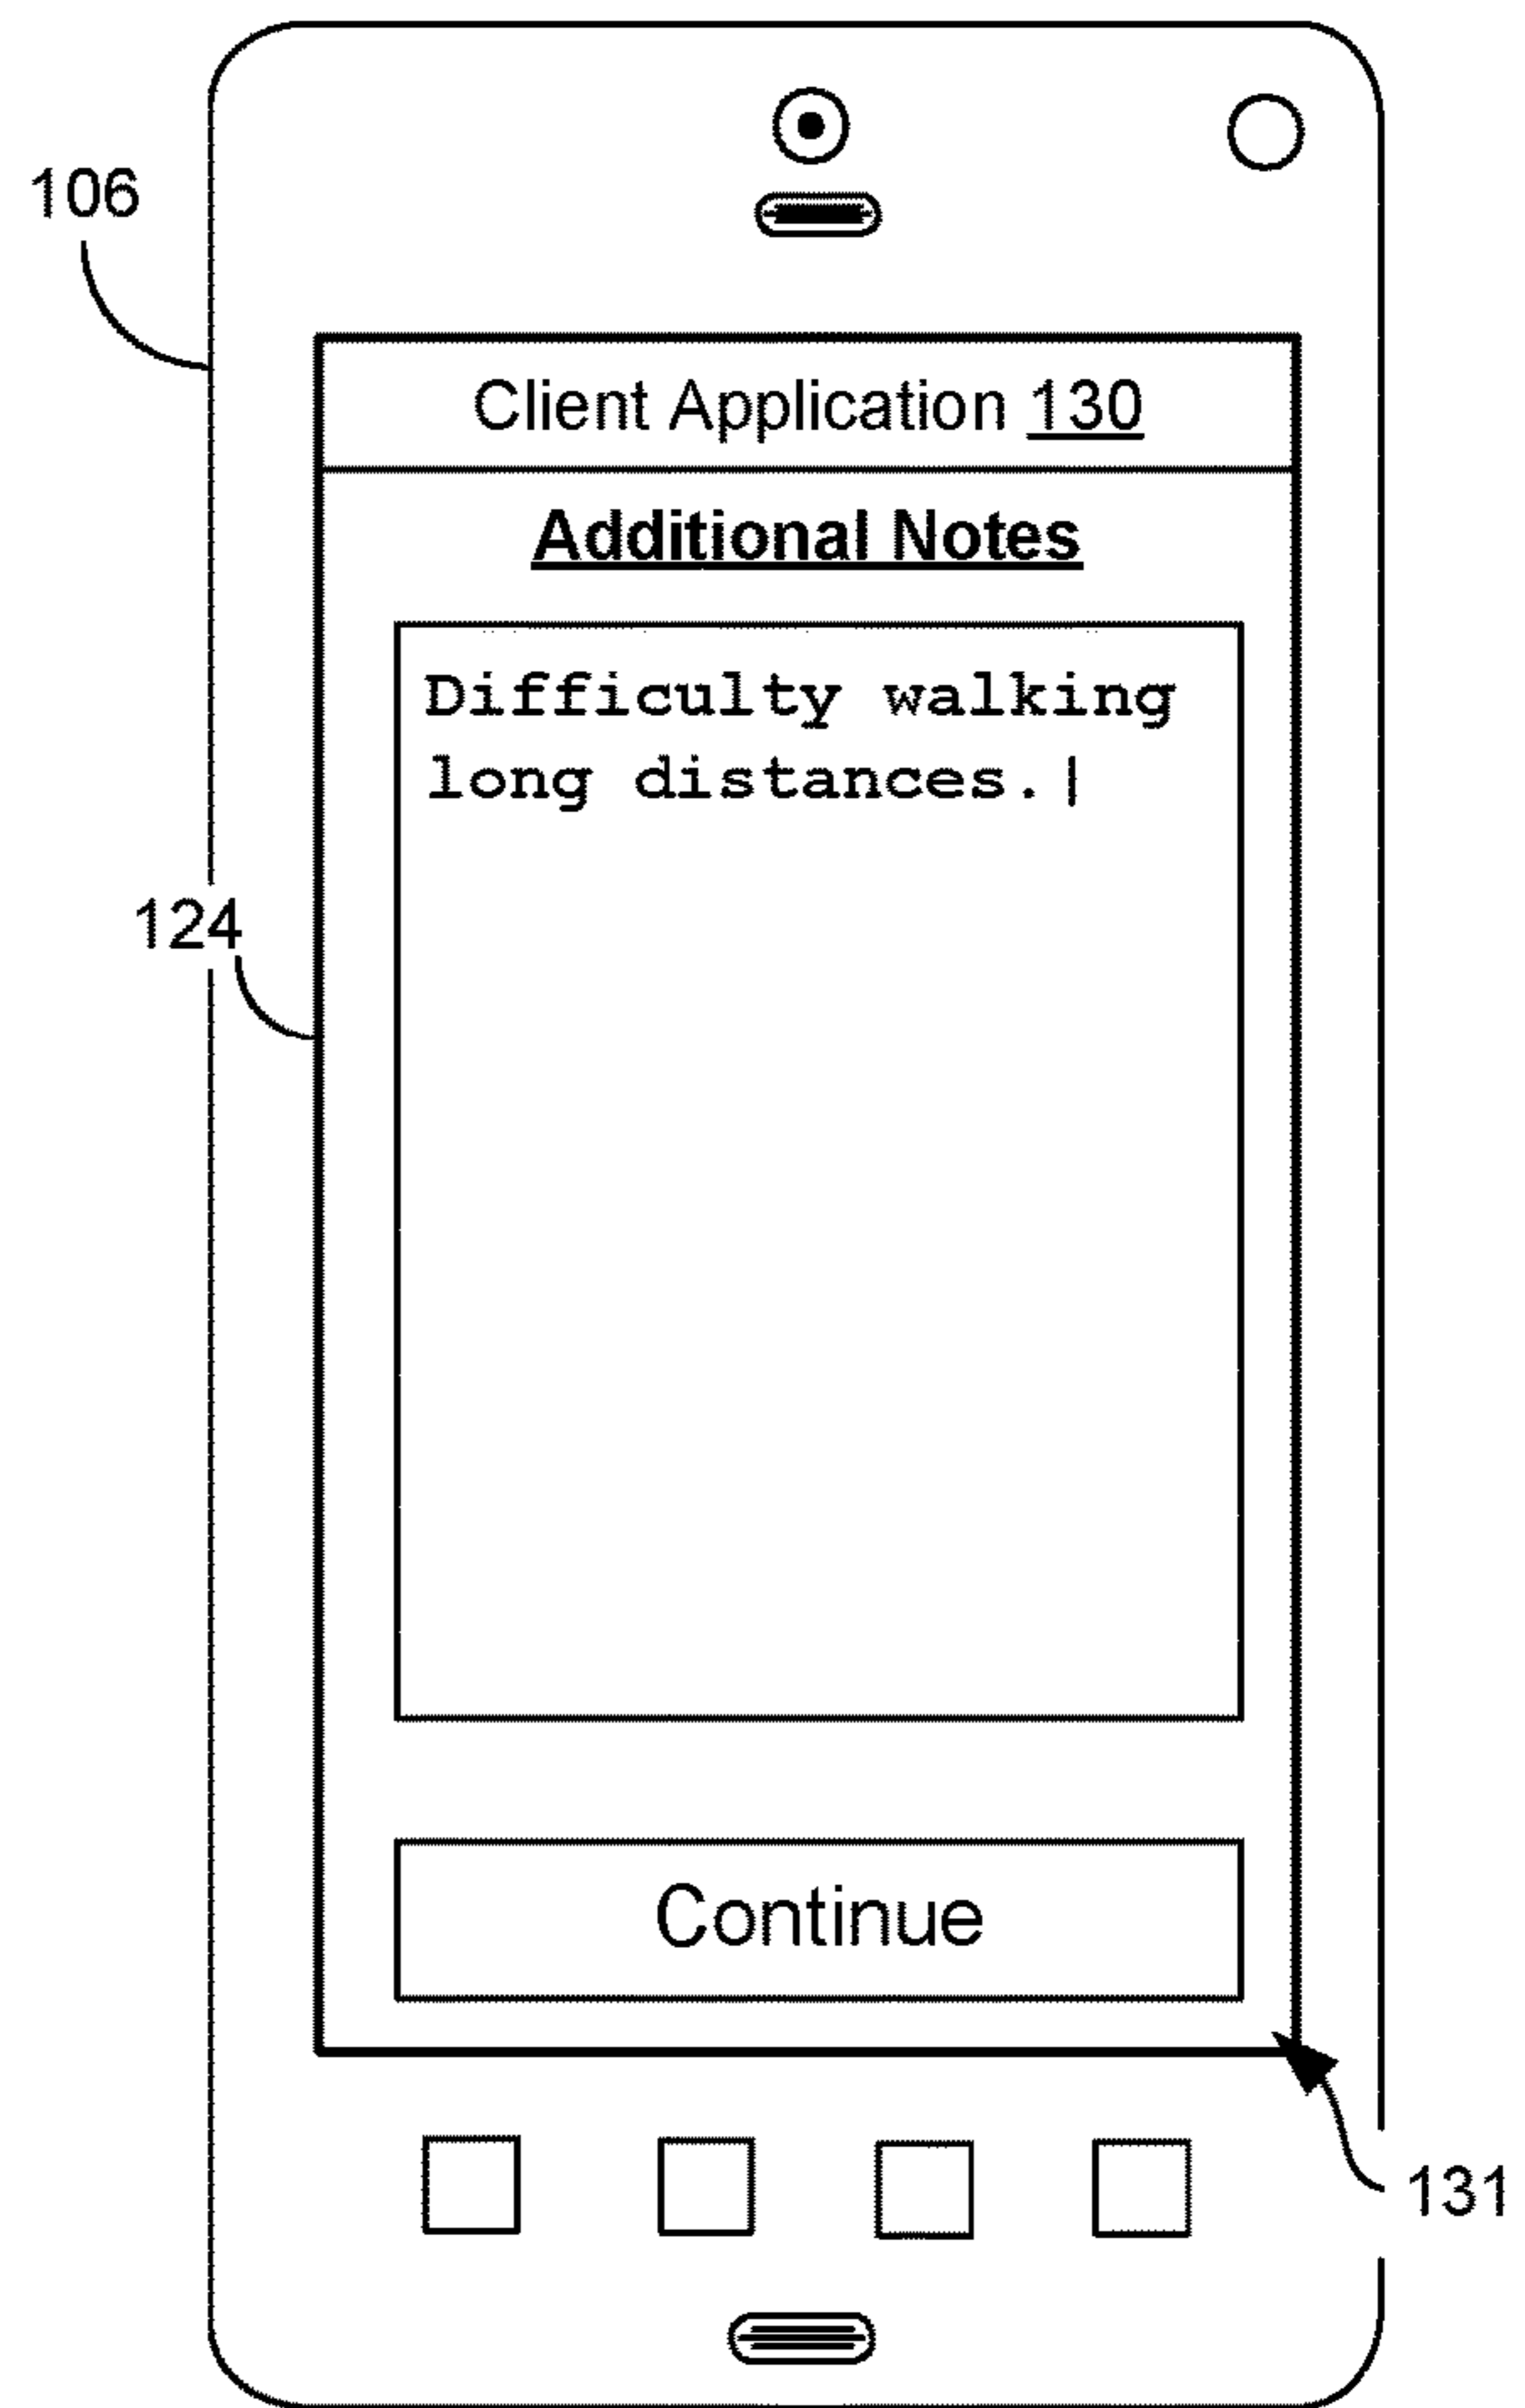 106
Client Application 130
Additional Notes
Difficulty walking
long distances.|
124
Continue
131